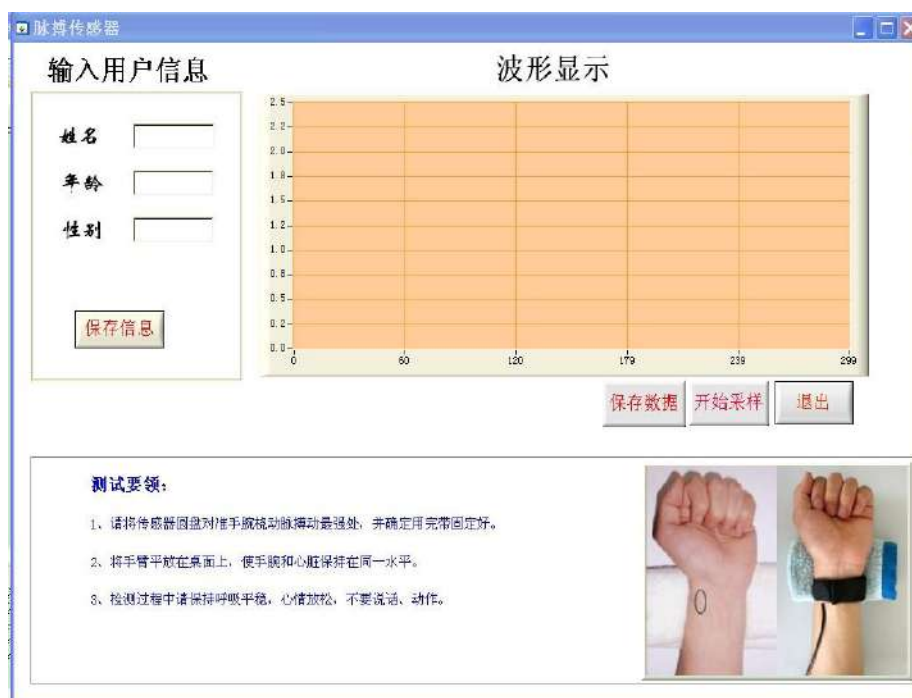 脉搏传感器
输入用户信息
波形显示
姓名
年龄
性别
保存信息
2.5
2.2
2.0
1.8
1.5
1.2
1.0
0.8
0.5
0.2
0.0
0 60 120 179 239 299
保存数据 开始采样 退出
测试要领：
1、请将传感器圆盘对准手腕桡动脉搏动最强处，并确定用完带固定好。
2、将手臂平放在桌面上，使手腕和心脏保持在同一水平。
3、检测过程中请保持呼吸平稳，心情放松，不要说话、动作。